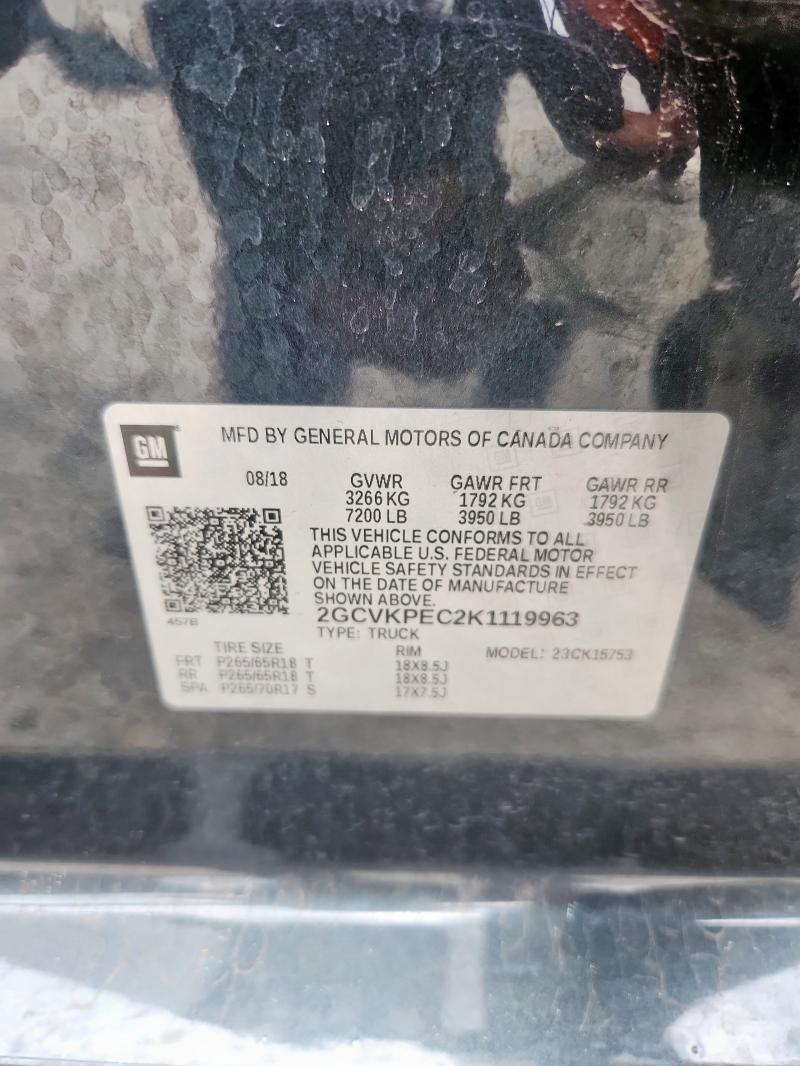 GM
MFD BY GENERAL MOTORS OF CANADA COMPANY
08/18 GVWR GAWR FRT GAWR RR
3266 KG 1792 KG 1792 KG
7200 LB 3950 LB 3950 LB
THIS VEHICLE CONFORMS TO ALL
APPLICABLE U.S. FEDERAL MOTOR
VEHICLE SAFETY STANDARDS IN EFFECT
ON THE DATE OF MANUFACTURE
SHOWN ABOVE.
457B
2GCVKPEC2K1119963
TYPE: TRUCK
TIRE SIZE RIM MODEL: 23CK15753
FRT P265/65R18 T 18X8.5J
RR P265/65R18 T 18X8.5J
SPA P265/70R17 S 17X7.5J